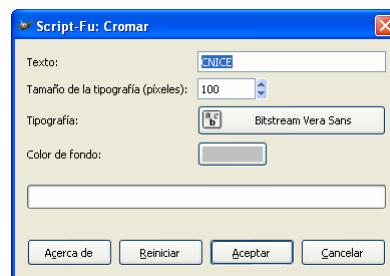 Script-Fu: Cromar
Texto: CNICE
Tamaño de la tipografía (píxeles): 100
Tipografía: Bitstream Vera Sans
Color de fondo:
Acerca de Reiniciar Aceptar Cancelar